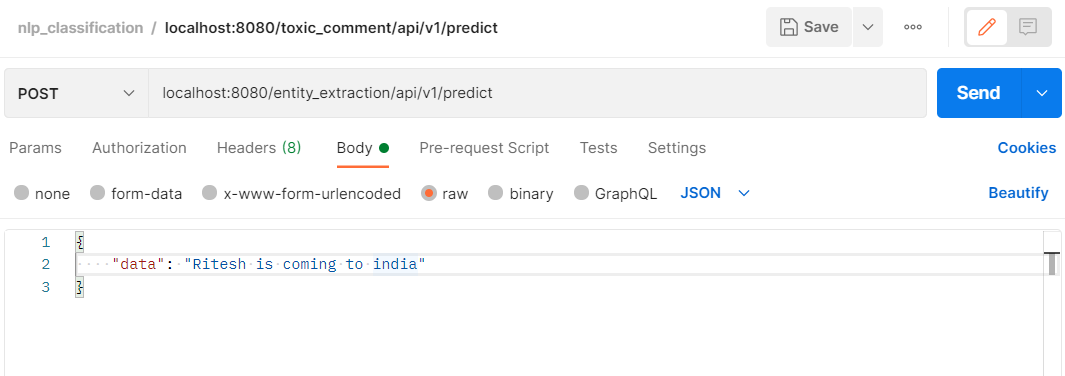 nlp_classification / localhost:8080/toxic_comment/api/v1/predict Save
POST localhost:8080/entity_extraction/api/v1/predict Send
Params Authorization Headers (8) Body Pre-request Script Tests Settings Cookies
none form-data x-www-form-urlencoded raw binary GraphQL JSON Beautify
1 {
2 "data": "Ritesh is coming to india"
3 }